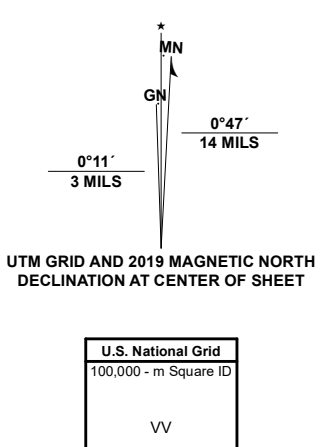 MN
GN
0°47´
14 MILS
0°11´
3 MILS
UTM GRID AND 2019 MAGNETIC NORTH
DECLINATION AT CENTER OF SHEET
U.S. National Grid
100,000 - m Square ID
VV